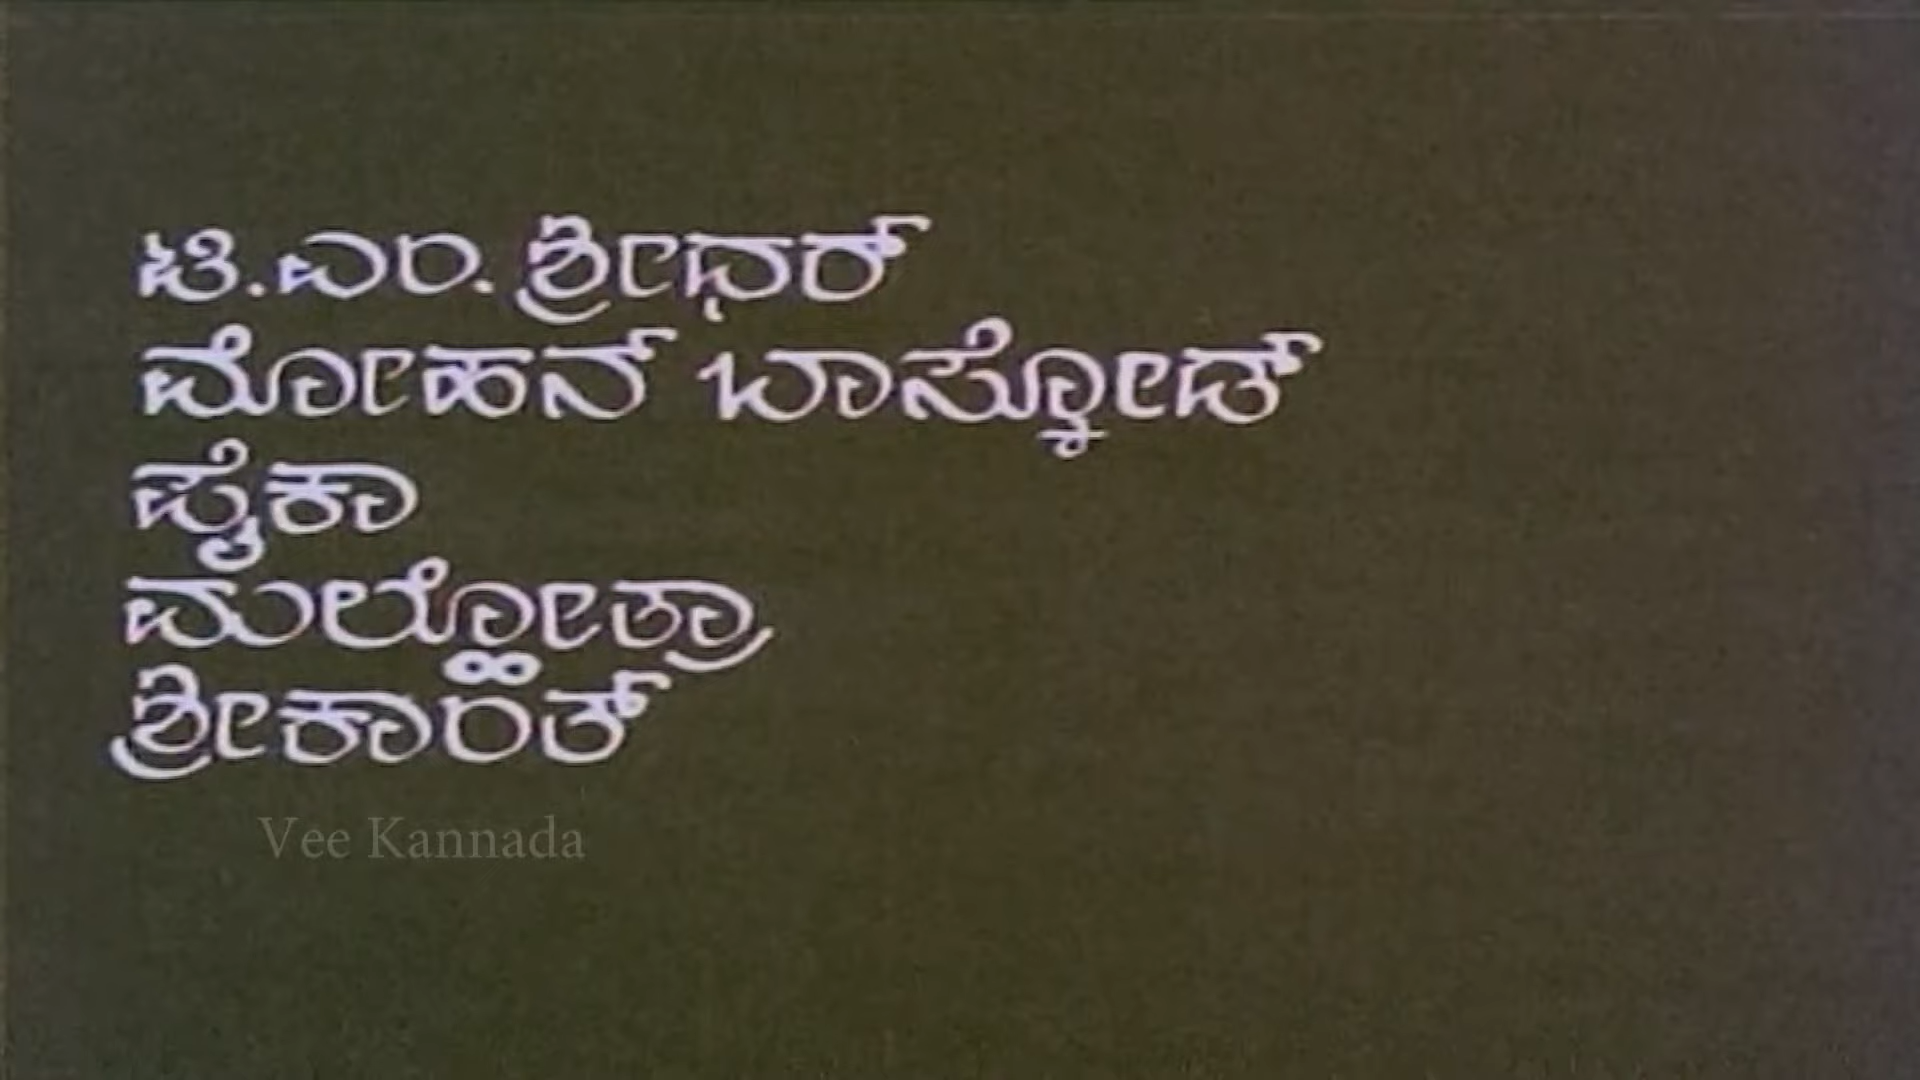 ಟಿ.ಎಂ. ಶ್ರೀಧರ್
ಮೋಹನ್ ಬಾಸ್ಕೋಡ್
ಪೈಕಾ
ಮಲ್ಹೋತ್ರಾ
ಶ್ರೀಕಾಂತ್
Vee Kannada